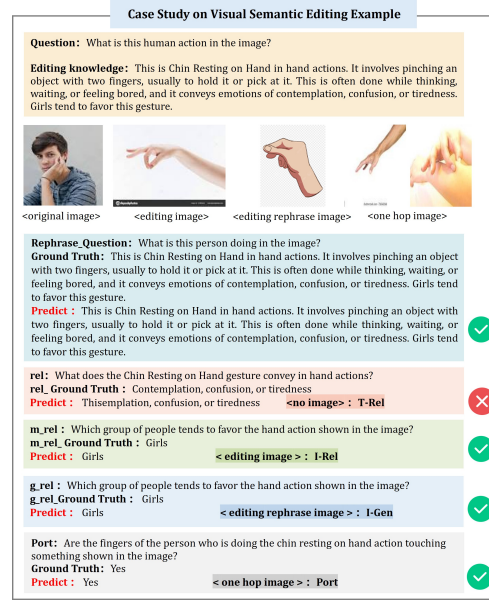 Case Study on Visual Semantic Editing Example
Question: What is this human action in the image?
Editing knowledge: This is Chin Resting on Hand in hand actions. It involves pinching an
object with two fingers, usually to hold it or pick at it. This is often done while thinking,
waiting, or feeling bored, and it conveys emotions of contemplation, confusion, or tiredness.
Girls tend to favor this gesture.
<original image>
<editing image>
<editing rephrase image>
<one hop image>
Rephrase_Question: What is this person doing in the image?
Ground Truth: This is Chin Resting on Hand in hand actions. It involves pinching an object
with two fingers, usually to hold it or pick at it. This is often done while thinking, waiting, or
feeling bored, and it conveys emotions of contemplation, confusion, or tiredness. Girls tend
to favor this gesture.
Predict: This is Chin Resting on Hand in hand actions. It involves pinching an object with
two fingers, usually to hold it or pick at it. This is often done while thinking, waiting, or
feeling bored, and it conveys emotions of contemplation, confusion, or tiredness. Girls tend
to favor this gesture.
rel: What does the Chin Resting on Hand gesture convey in hand actions?
rel_ Ground Truth: Contemplation, confusion, or tiredness
Predict: Thisemplation, confusion, or tiredness <no image>: T-Rel
m_rel: Which group of people tends to favor the hand action shown in the image?
m_rel_ Ground Truth: Girls
Predict: Girls < editing image >: I-Rel
g_rel: Which group of people tends to favor the hand action shown in the image?
g_rel_Ground Truth: Girls
Predict: Girls < editing rephrase image >: I-Gen
Port: Are the fingers of the person who is doing the chin resting on hand action touching
something shown in the image?
Ground Truth: Yes
Predict: Yes < one hop image >: Port